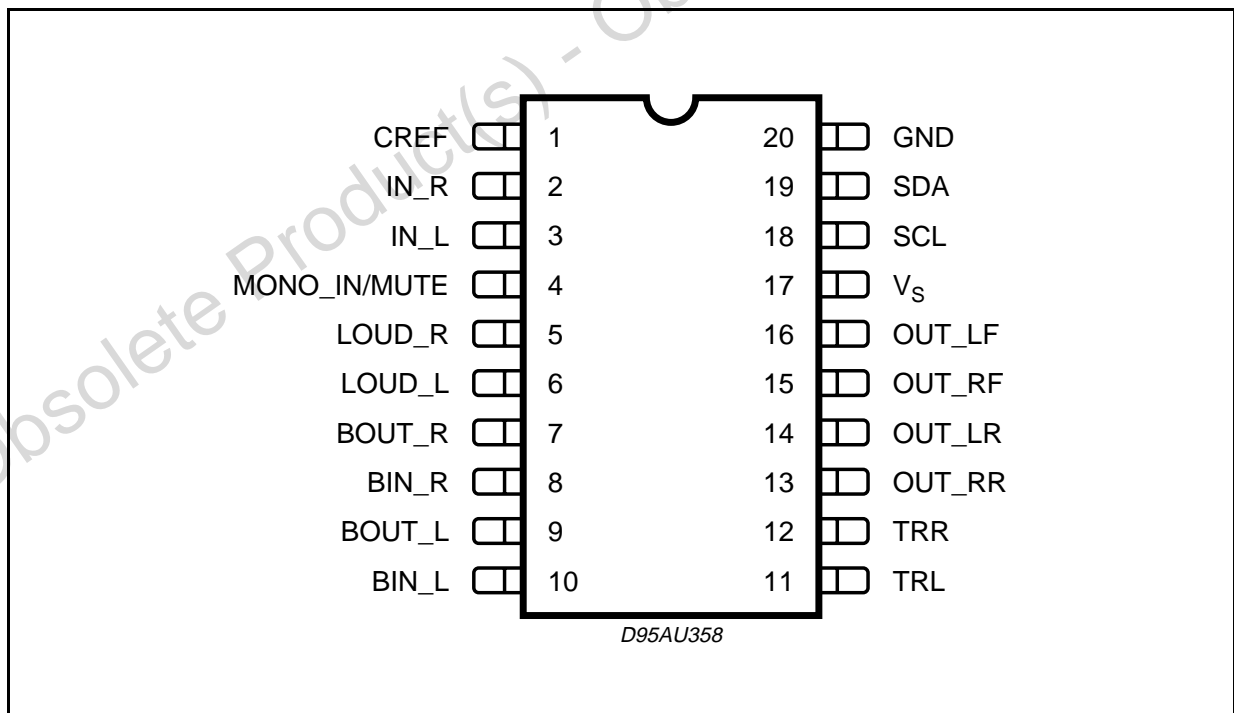 Obsolete Product(s) - Ob
CREF 1 20 GND
IN_R 2 19 SDA
IN_L 3 18 SCL
MONO_IN/MUTE 4 17 VS
LOUD_R 5 16 OUT_LF
LOUD_L 6 15 OUT_RF
BOUT_R 7 14 OUT_LR
BIN_R 8 13 OUT_RR
BOUT_L 9 12 TRR
BIN_L 10 11 TRL
D95AU358